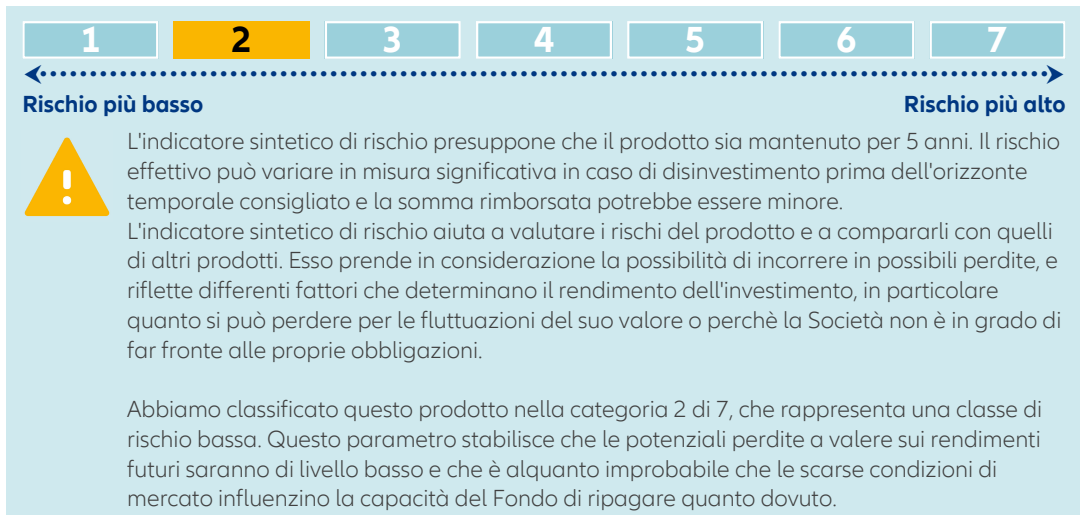 1 2 3 4 5 6 7
Rischio più basso Rischio più alto
L'indicatore sintetico di rischio presuppone che il prodotto sia mantenuto per 5 anni. Il rischio
effettivo può variare in misura significativa in caso di disinvestimento prima dell'orizzonte
temporale consigliato e la somma rimborsata potrebbe essere minore.
L'indicatore sintetico di rischio aiuta a valutare i rischi del prodotto e a compararli con quelli
di altri prodotti. Esso prende in considerazione la possibilità di incorrere in possibili perdite, e
riflette differenti fattori che determinano il rendimento dell'investimento, in particolare
quanto si può perdere per le fluttuazioni del suo valore o perchè la Società non è in grado di
far fronte alle proprie obbligazioni.
Abbiamo classificato questo prodotto nella categoria 2 di 7, che rappresenta una classe di
rischio bassa. Questo parametro stabilisce che le potenziali perdite a valere sui rendimenti
futuri saranno di livello basso e che è alquanto improbabile che le scarse condizioni di
mercato influenzino la capacità del Fondo di ripagare quanto dovuto.